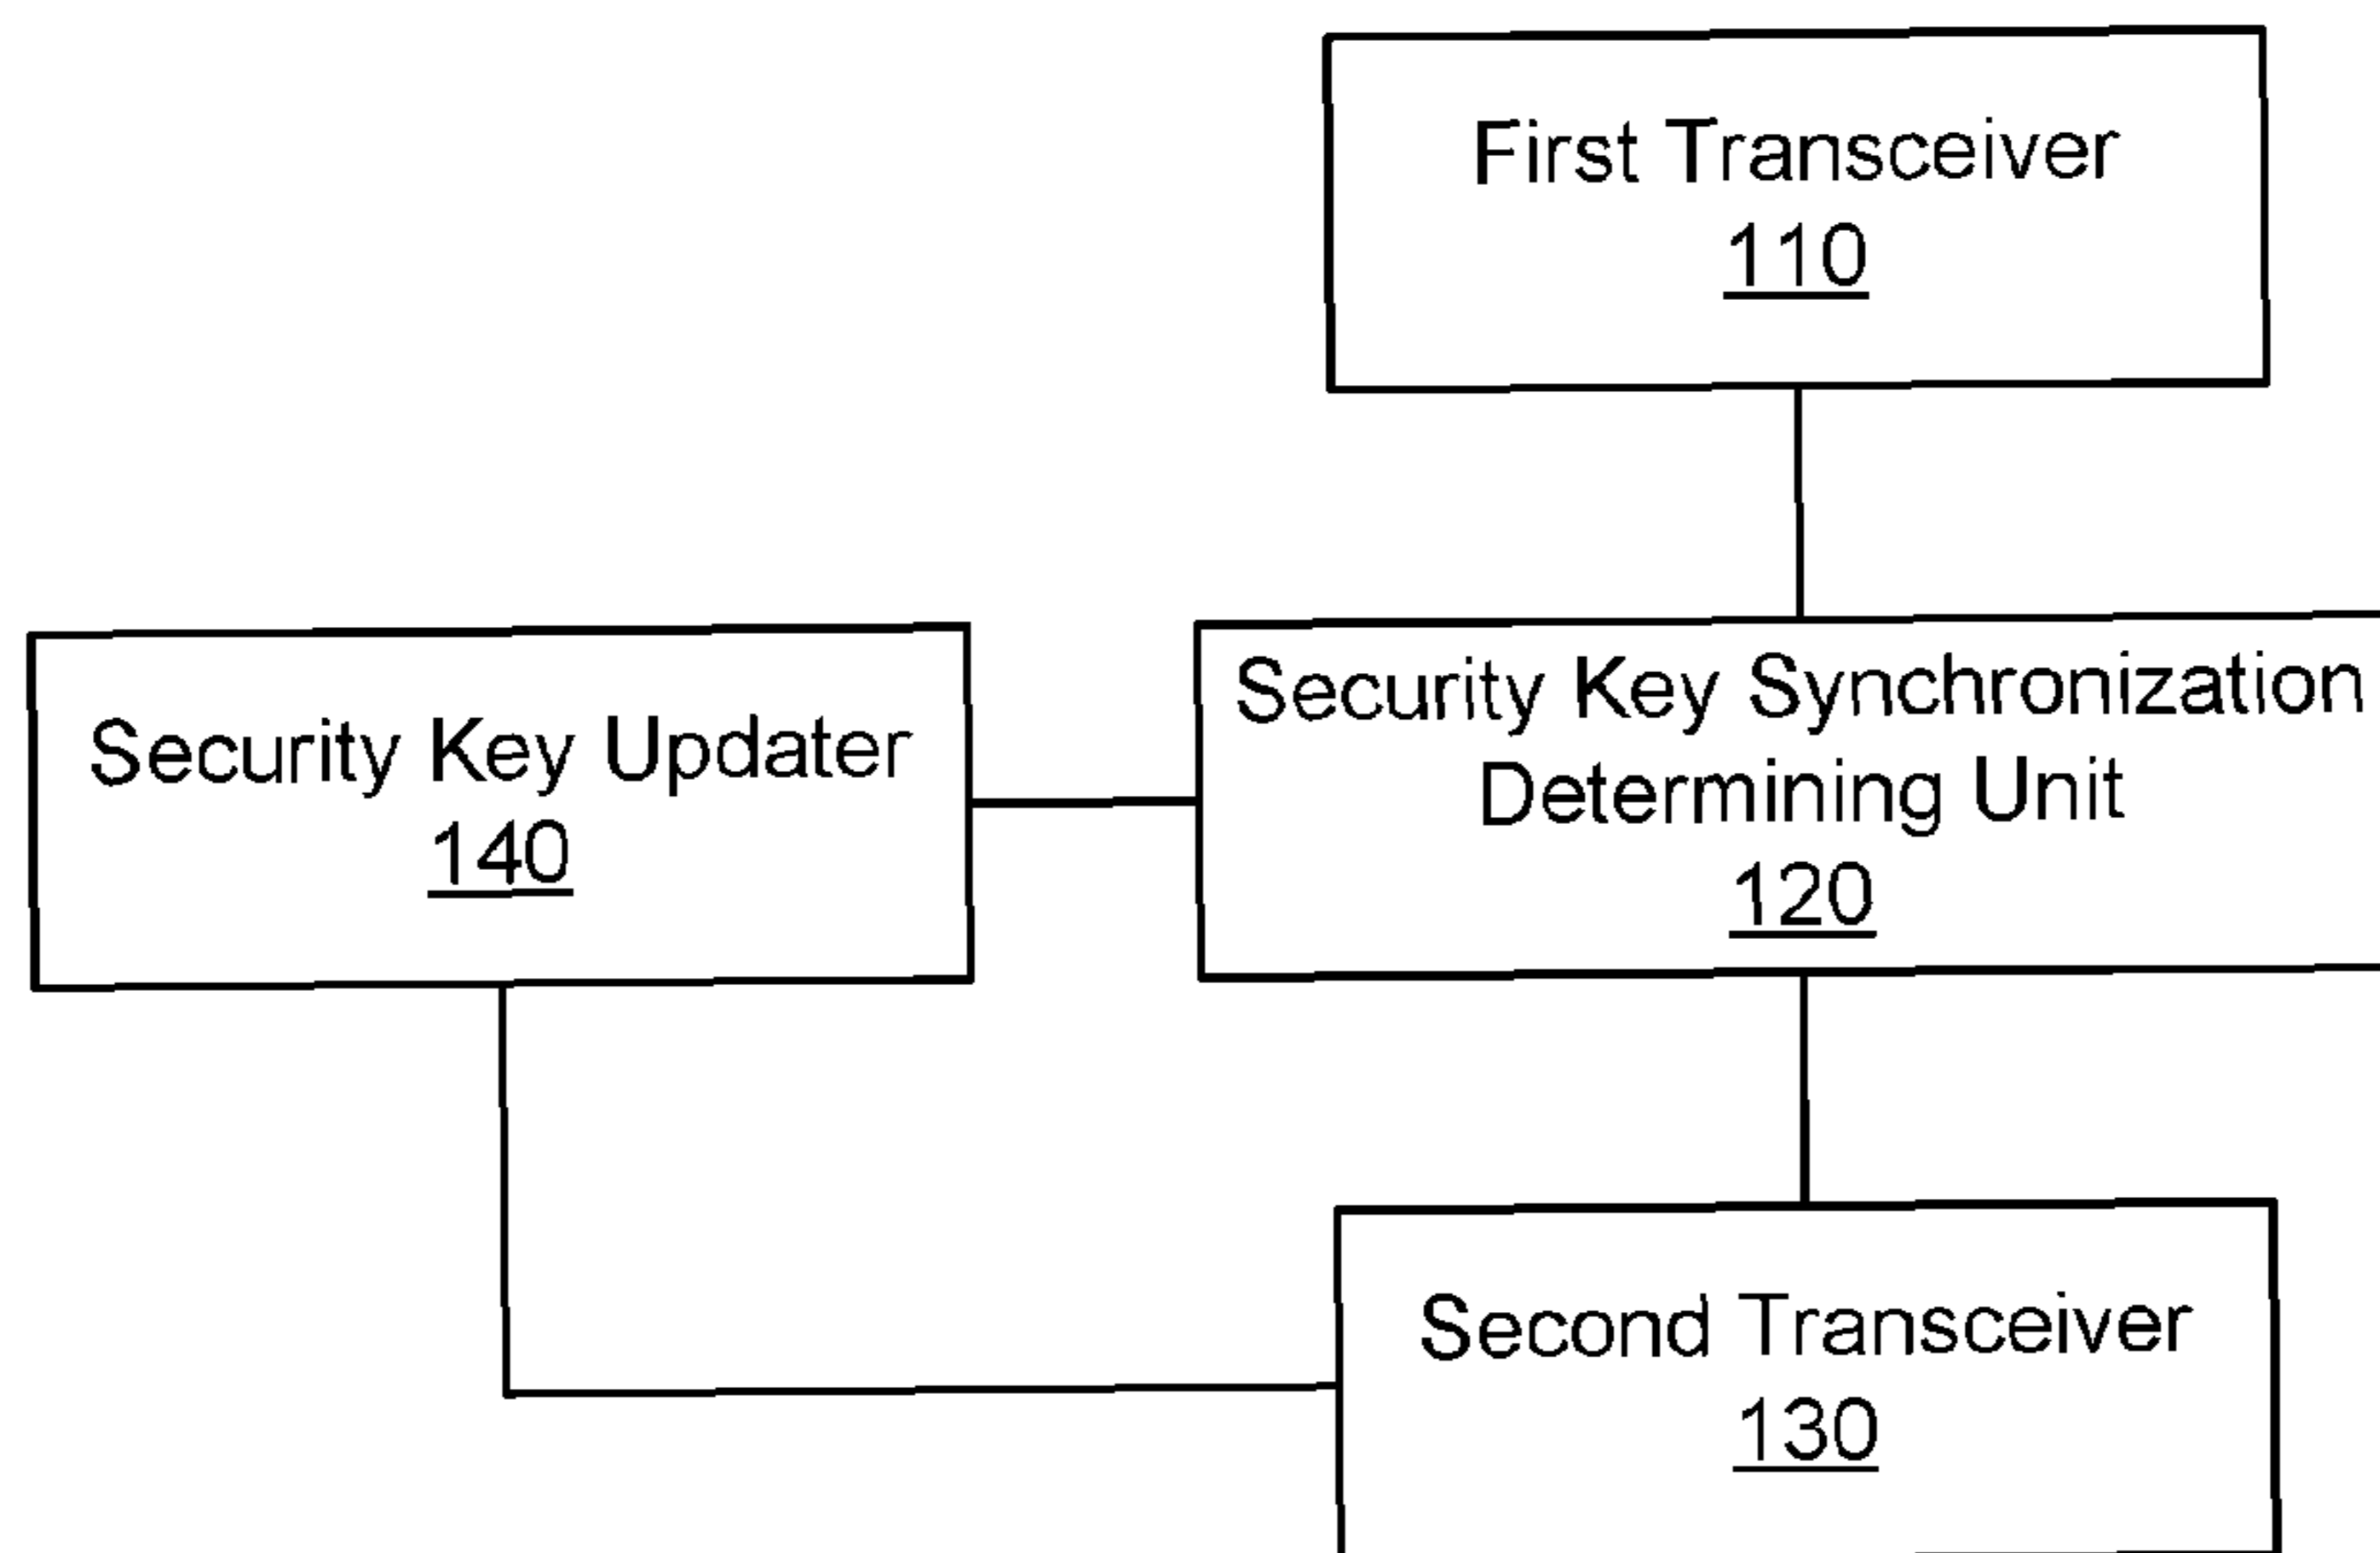 First Transceiver
110
Security Key Updater
140
Security Key Synchronization
Determining Unit
120
Second Transceiver
130